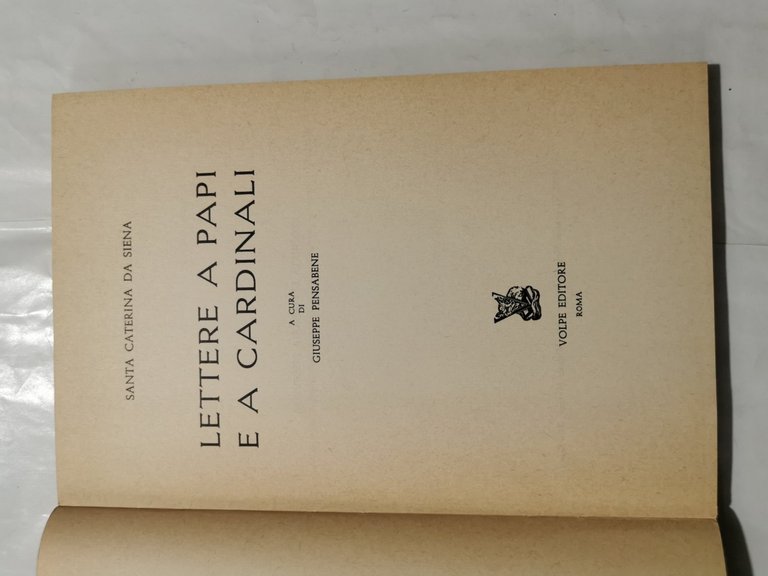 SANTA CATERINA DA SIENA
LETTERE A PAPI
E A CARDINALI
A CURA
DI
GIUSEPPE PENSABENE
VOLPE EDITORE
ROMA